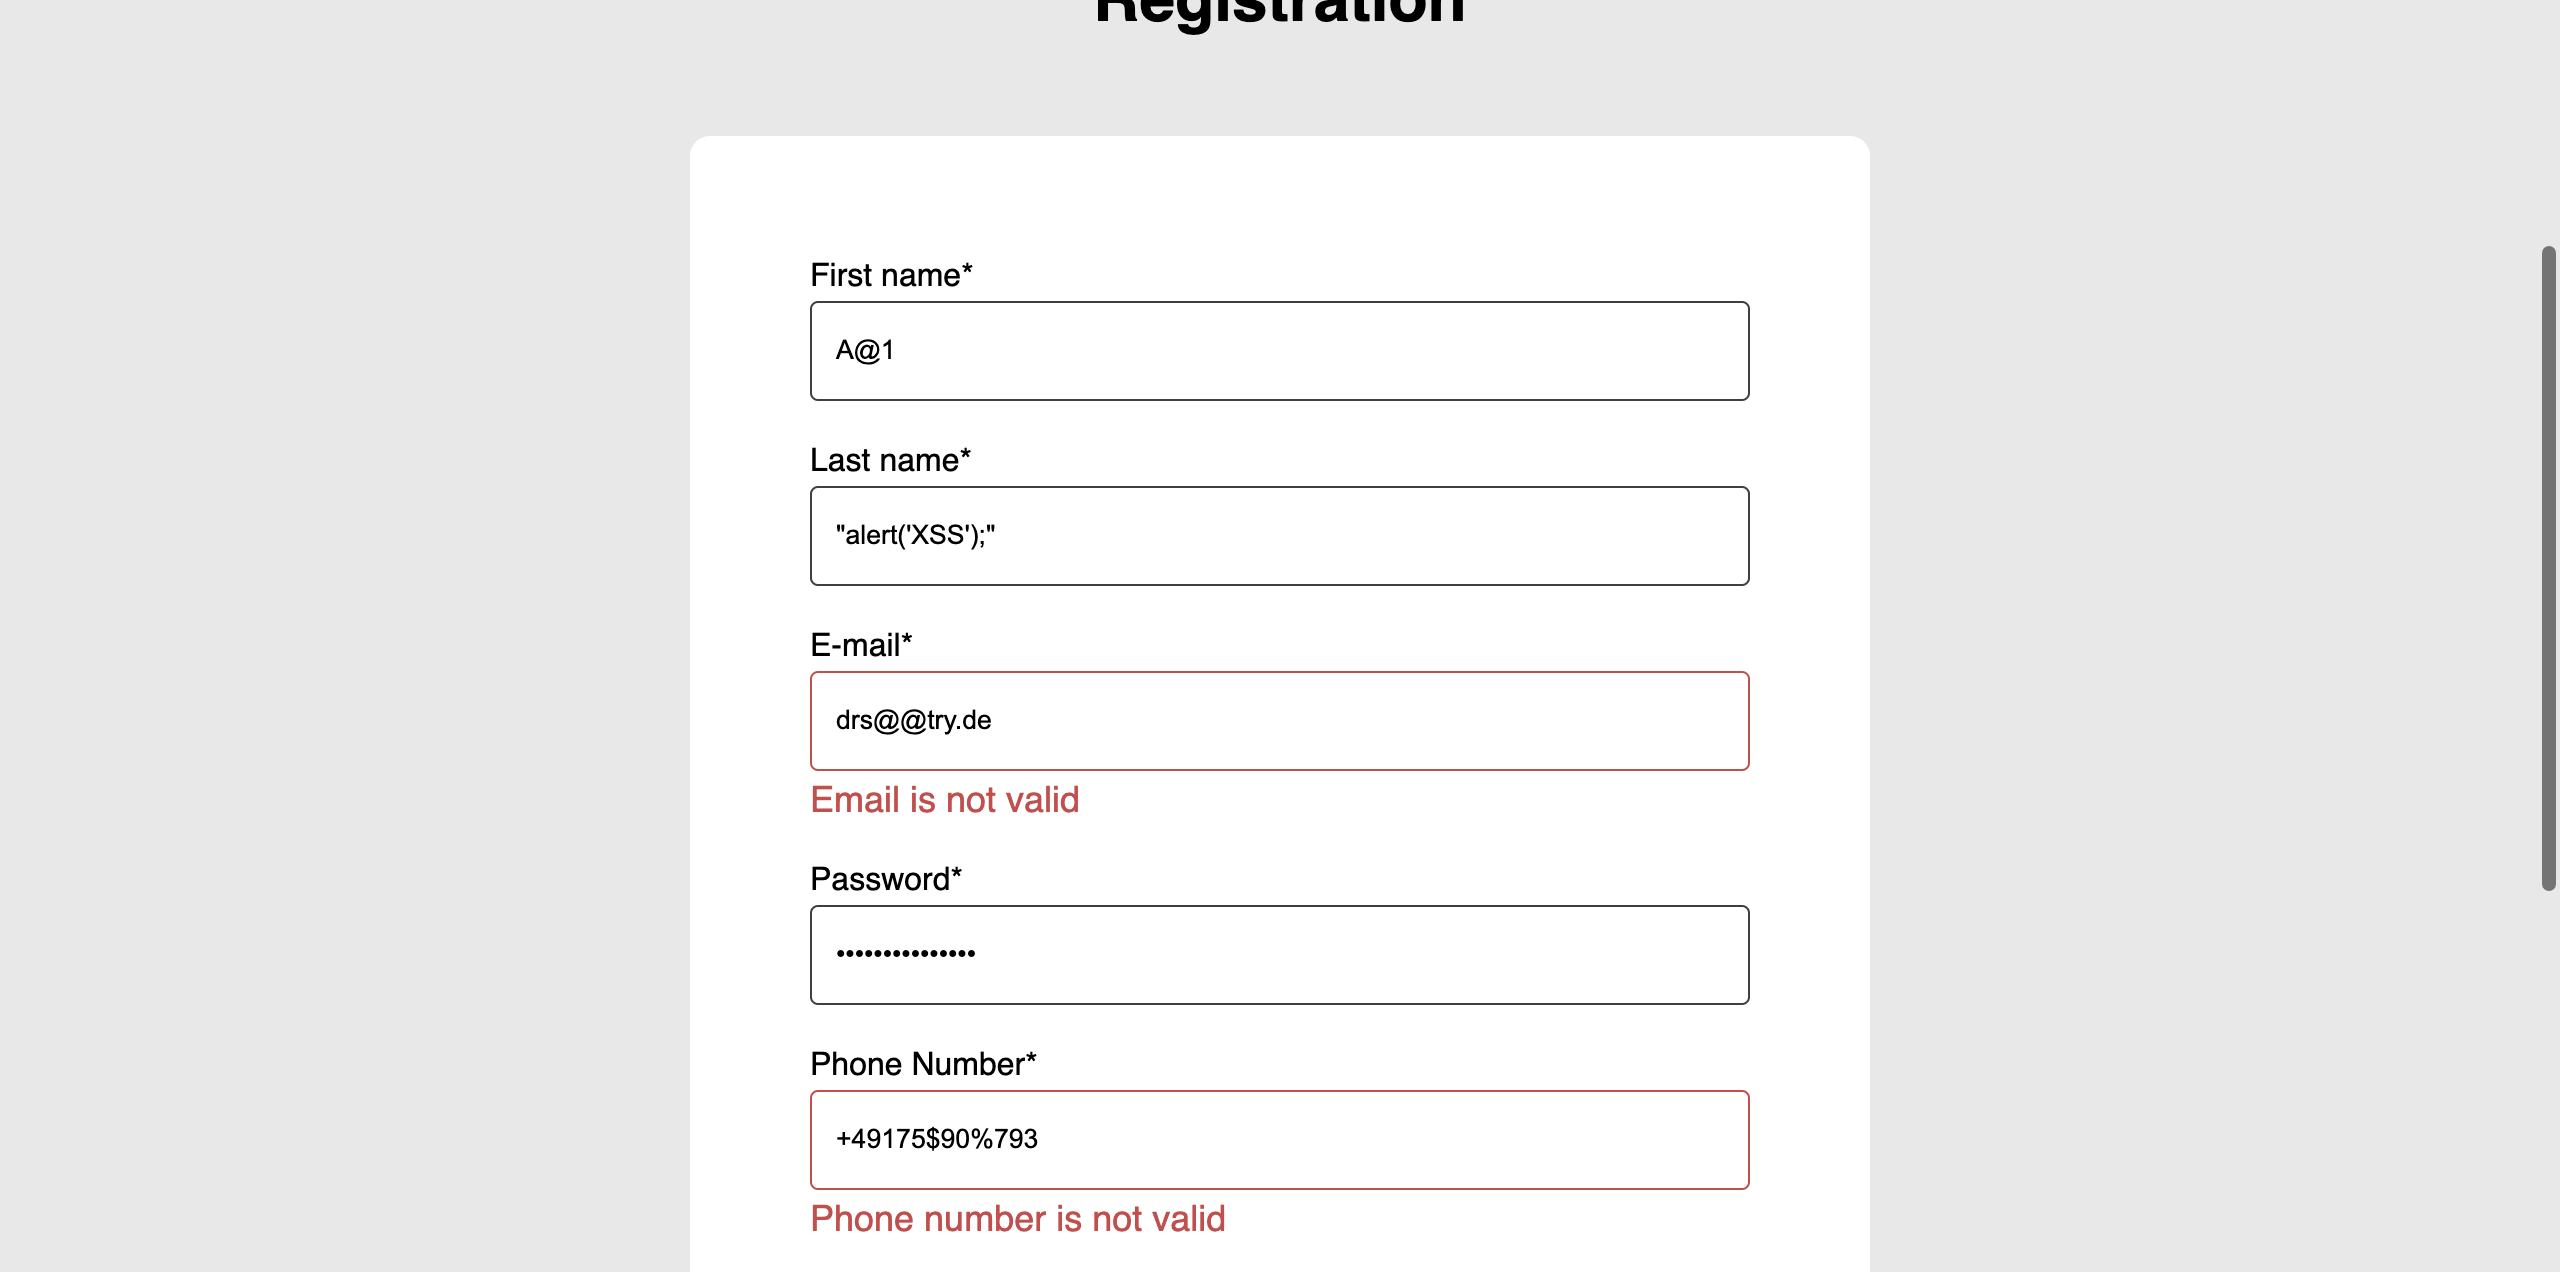 Registration
First name*
A@1
Last name*
"alert('XSS');"
E-mail*
drs@@try.de
Email is not valid
Password*
•••••••••••••••
Phone Number*
+49175$90%793
Phone number is not valid